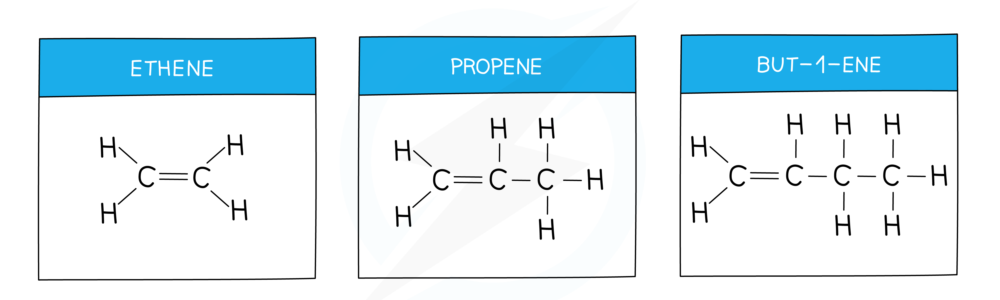 ETHENE
H H
C=C
H H
PROPENE
H H
H
C=C-C-H
H
H
BUT-1-ENE
H H H
H
C=C-C-C-H
H
H H